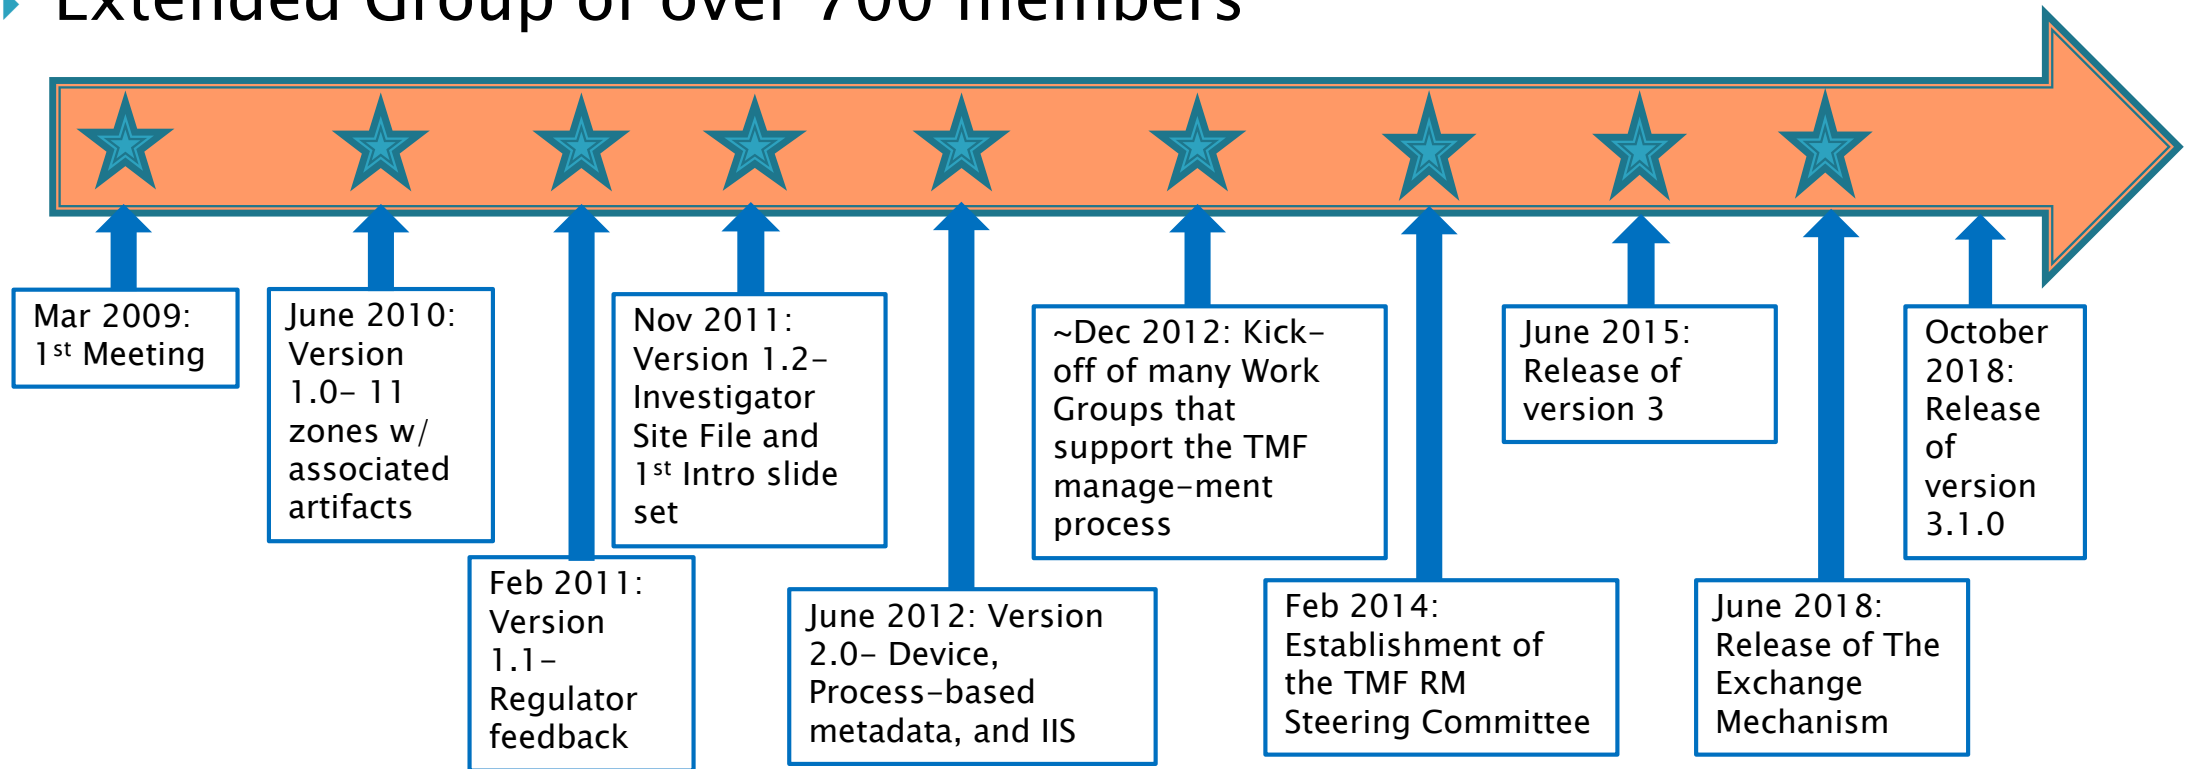 Extended Group of over 700 members
Mar 2009:
1st Meeting
June 2010:
Version
1.0– 11
zones w/
associated
artifacts
Feb 2011:
Version
1.1–
Regulator
feedback
Nov 2011:
Version 1.2–
Investigator
Site File and
1st Intro slide
set
June 2012: Version
2.0– Device,
Process–based
metadata, and IIS
~Dec 2012: Kick–
off of many Work
Groups that
support the TMF
manage–ment
process
Feb 2014:
Establishment of
the TMF RM
Steering Committee
June 2015:
Release of
version 3
June 2018:
Release of The
Exchange
Mechanism
October
2018:
Release
of
version
3.1.0